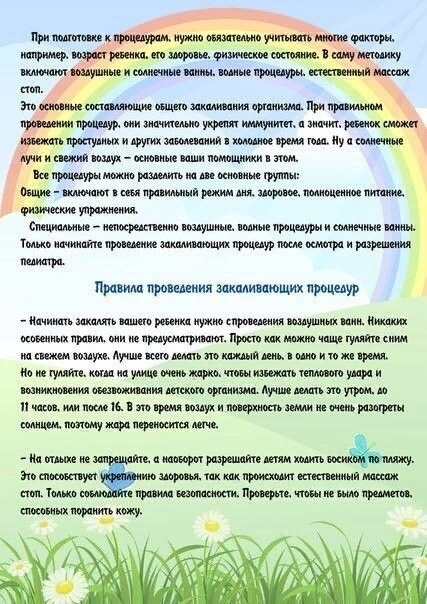 При подготовке к процедурам, нужно обязательно учитывать многие факторы,
например, возраст ребенка, его здоровье, физическое состояние. В саму методику
включают воздушные и солнечные ванны, водные процедуры, естественный массаж
стоп.
Это основные составляющие общего закаливания организма. При правильном
проведении процедур, они значительно укрепят иммунитет, а значит, ребенок сможет
избежать простудных и других заболеваний в холодное время года. Ну а солнечные
лучи и свежий воздух – основные ваши помощники в этом.
Все процедуры можно разделить на две основные группы:
Общие – включают в себя правильный режим дня, здоровое, полноценное питание,
физические упражнения.
Специальные – непосредственно воздушные, водные процедуры и солнечные ванны.
Только начинайте проведение закаливающих процедур после осмотра и разрешения
педиатра.
Правила проведения закаливающих процедур
– Начинать закалять вашего ребенка нужно с проведения воздушных ванн. Никаких
особенных правил, они не предусматривают. Просто как можно чаще гуляйте с ним
на свежем воздухе. Лучше всего делать это каждый день, в одно и то же время.
Но не гуляйте, когда на улице очень жарко, чтобы избежать теплового удара и
возникновения обезвоживания детского организма. Лучше делать это утром, до
11 часов, или после 16. В это время воздух и поверхность земли не очень разогреты
солнцем, поэтому жара переносится легче.
– На отдыхе не запрещайте, а наоборот разрешайте детям ходить босиком по пляжу.
Это способствует укреплению здоровья, так как происходит естественный массаж
стоп. Только соблюдайте правила безопасности. Проверьте, чтобы не было предметов,
способных поранить кожу.